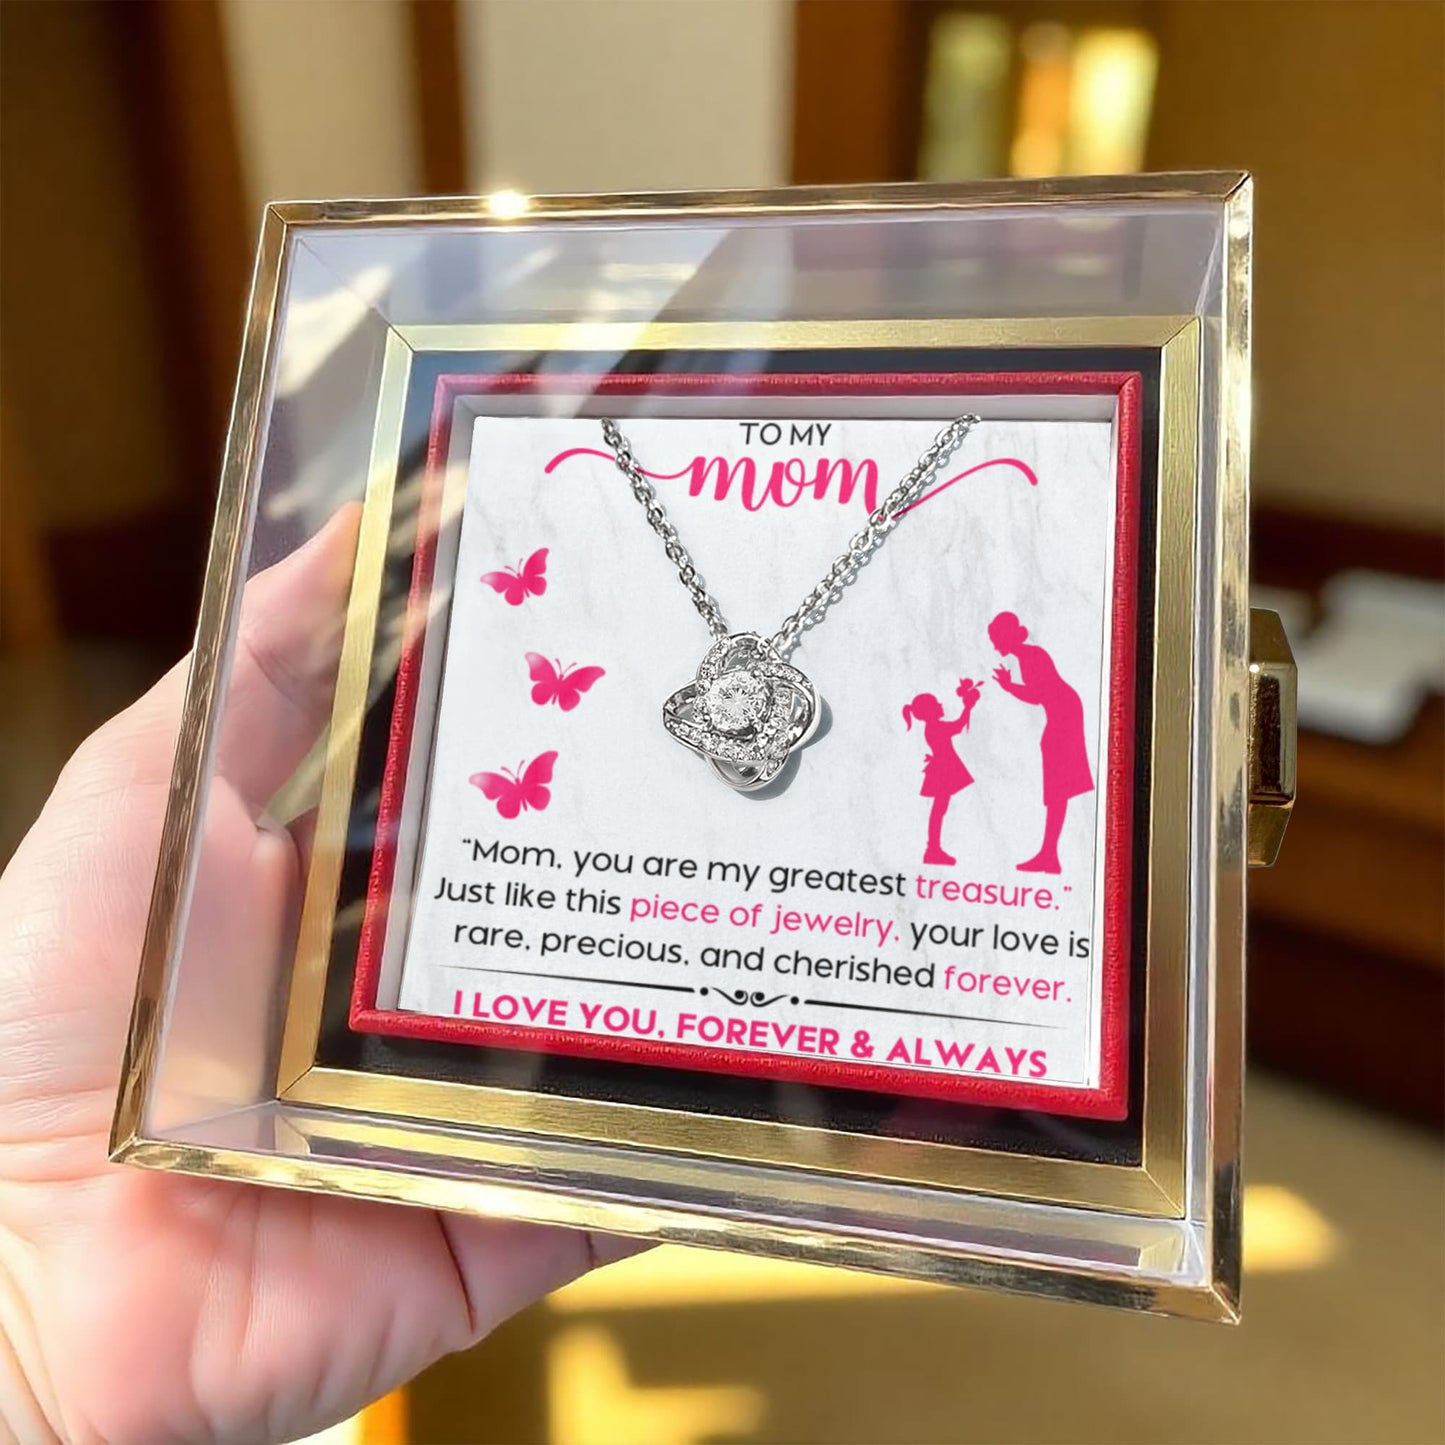 TO MY
mom
"Mom, you are my greatest treasure."
Just like this piece of jewelry, your love is
rare, precious, and cherished forever.
I LOVE YOU, FOREVER & ALWAYS